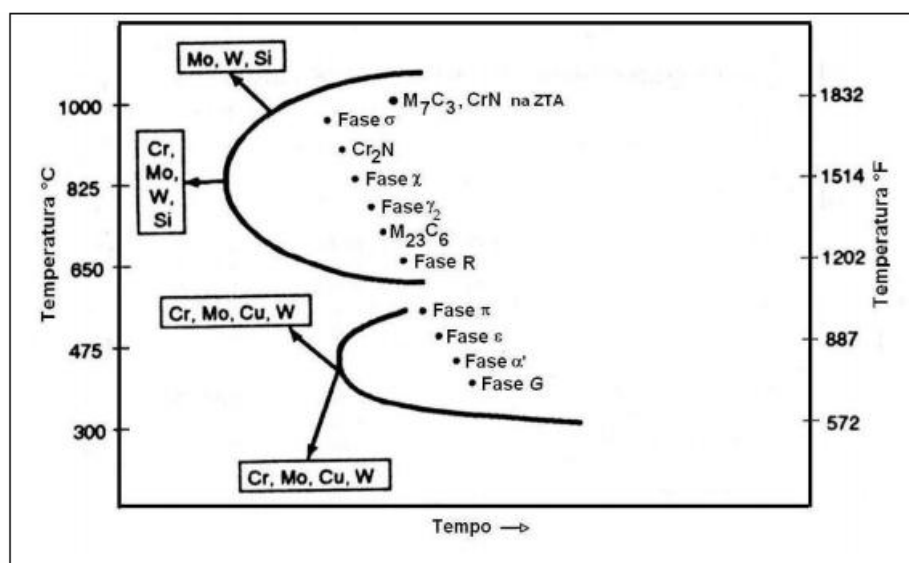 Mo, W, Si
M₇C₃, CrN na ZTA
1000
1832
Fase σ
Cr₂N
Cr,
Mo,
W,
Si
825
Fase χ
1514
Fase γ₂
M₂₃C₆
650
Fase R
1202
Temperatura °C
Temperatura °F
Cr, Mo, Cu, W
Fase π
Fase ε
475
887
Fase α'
Fase G
300
572
Cr, Mo, Cu, W
Tempo →